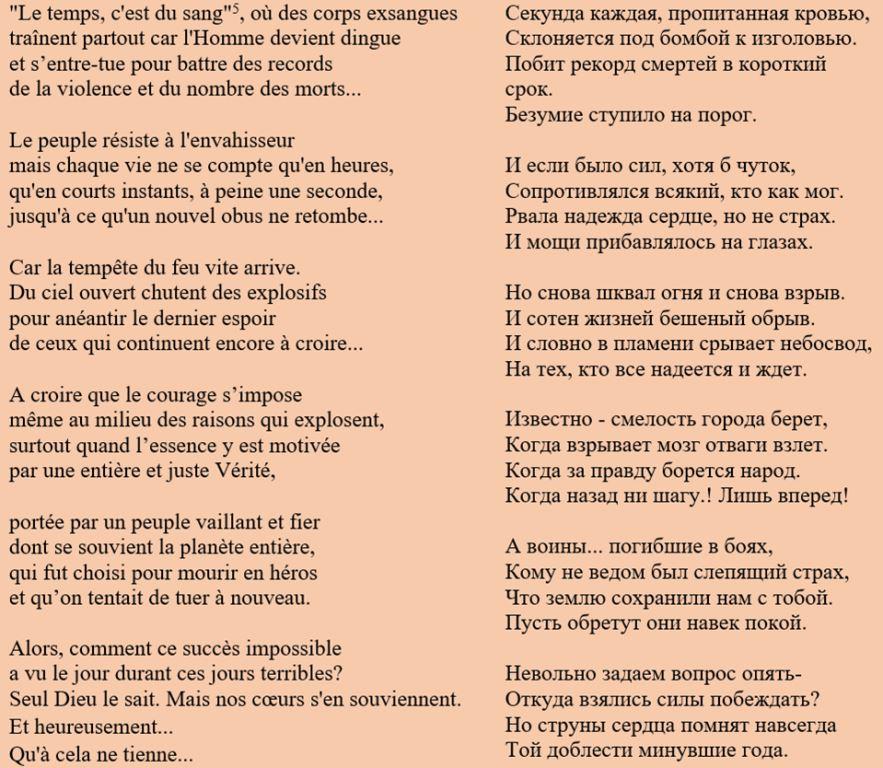 "Le temps, c'est du sang"⁵, où des corps exsangues
traînent partout car l'Homme devient dingue
et s’entre-tue pour battre des records
de la violence et du nombre des morts...
Le peuple résiste à l'envahisseur
mais chaque vie ne se compte qu'en heures,
qu'en courts instants, à peine une seconde,
jusqu'à ce qu'un nouvel obus ne retombe...
Car la tempête du feu vite arrive.
Du ciel ouvert chutent des explosifs
pour anéantir le dernier espoir
de ceux qui continuent encore à croire...
A croire que le courage s’impose
même au milieu des raisons qui explosent,
surtout quand l’essence y est motivée
par une entière et juste Vérité,
portée par un peuple vaillant et fier
dont se souvient la planète entière,
qui fut choisi pour mourir en héros
et qu’on tentait de tuer à nouveau.
Alors, comment ce succès impossible
a vu le jour durant ces jours terribles?
Seul Dieu le sait. Mais nos cœurs s'en souviennent.
Et heureusement...
Qu'à cela ne tienne...
Секунда каждая, пропитанная кровью,
Склоняется под бомбой к изголовью.
Побит рекорд смертей в короткий
срок.
Безумие ступило на порог.
И если было сил, хотя б чуток,
Сопротивлялся всякий, кто как мог.
Рвала надежда сердце, но не страх.
И мощи прибавлялось на глазах.
Но снова шквал огня и снова взрыв.
И сотен жизней бешеный обрыв.
И словно в пламени срывает небосвод,
На тех, кто все надеется и ждет.
Известно - смелость города берет,
Когда взрывает мозг отваги взлет.
Когда за правду борется народ.
Когда назад ни шагу.! Лишь вперед!
А воины... погибшие в боях,
Кому не ведом был слепящий страх,
Что землю сохранили нам с тобой.
Пусть обретут они навек покой.
Невольно задаем вопрос опять-
Откуда взялись силы побеждать?
Но струны сердца помнят навсегда
Той доблести минувшие года.